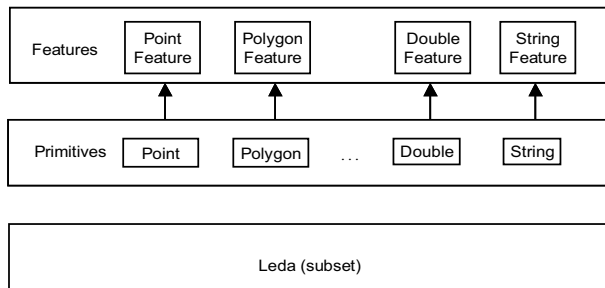 Features
Point
Feature
Polygon
Feature
Double
Feature
String
Feature
Primitives
Point
Polygon
...
Double
String
Leda (subset)